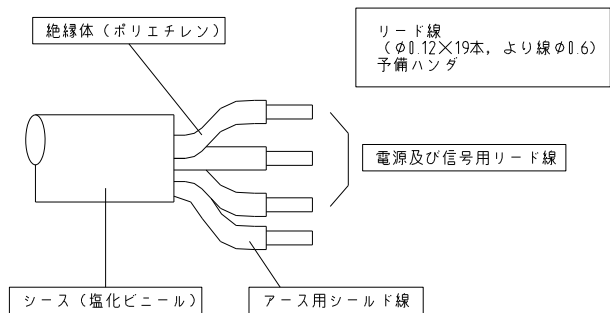 絶縁体（ポリエチレン）
リード線
（φ0.12×19本，より線φ0.6）
予備ハンダ
電源及び信号用リード線
シース（塩化ビニール）
アース用シールド線